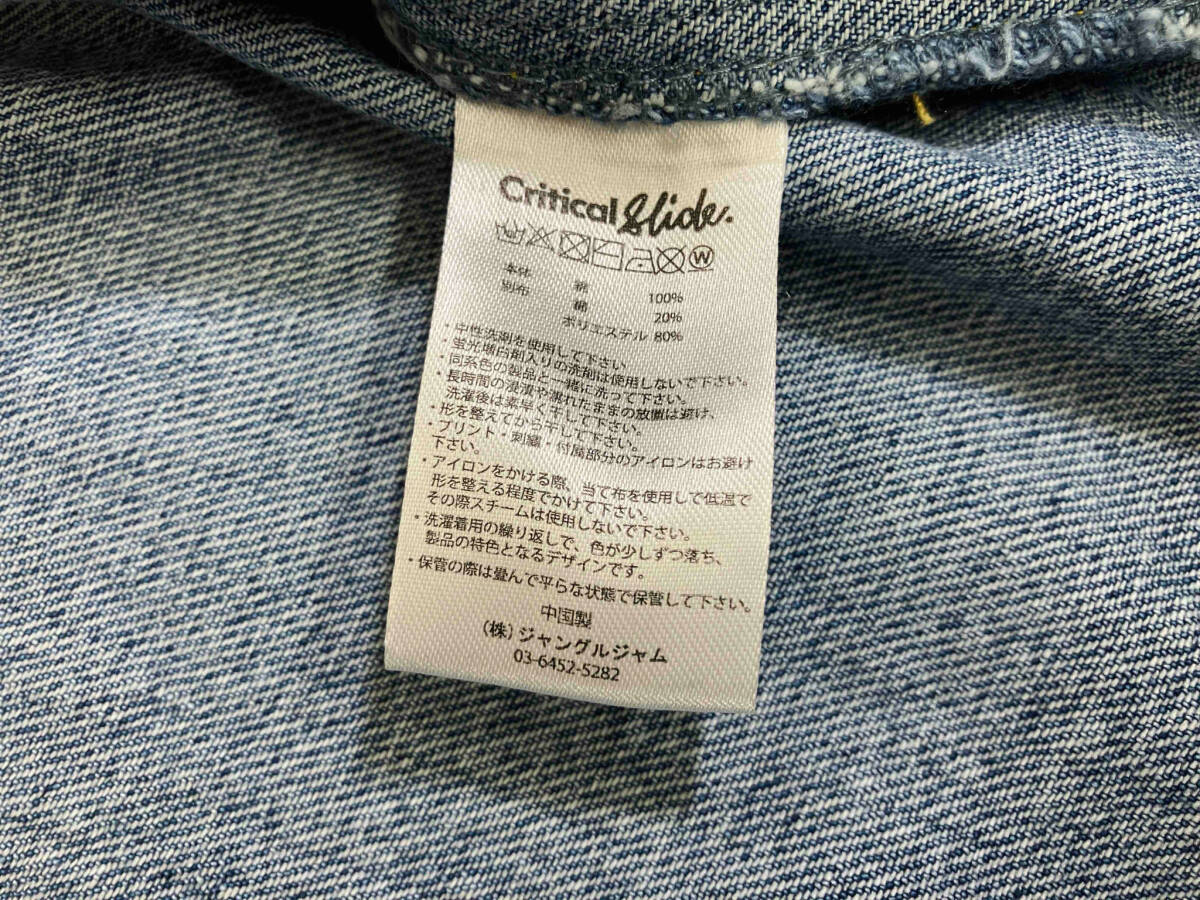 Critical Slide.
W
本体 綿 100%
別布 綿 20%
ポリエステル 80%
・中性洗剤を使用して下さい
・蛍光増白剤入りの洗剤は使用しないで下さい。
・同系色の製品と一緒に洗って下さい。
・長時間の浸漬や濡れたままの放置は避け、
洗濯後は素早く干して下さい。
・形を整えてから干して下さい。
・プリント・刺繍・付属部分のアイロンはお避け
下さい。
・アイロンをかける際、当て布を使用して低温で
形を整える程度でかけて下さい。
その際スチームは使用しないで下さい。
・洗濯着用の繰り返しで、色が少しずつ落ち、
製品の特色となるデザインです。
・保管の際は畳んで平らな状態で保管して下さい。
中国製
(株)ジャングルジャム
03-6452-5282